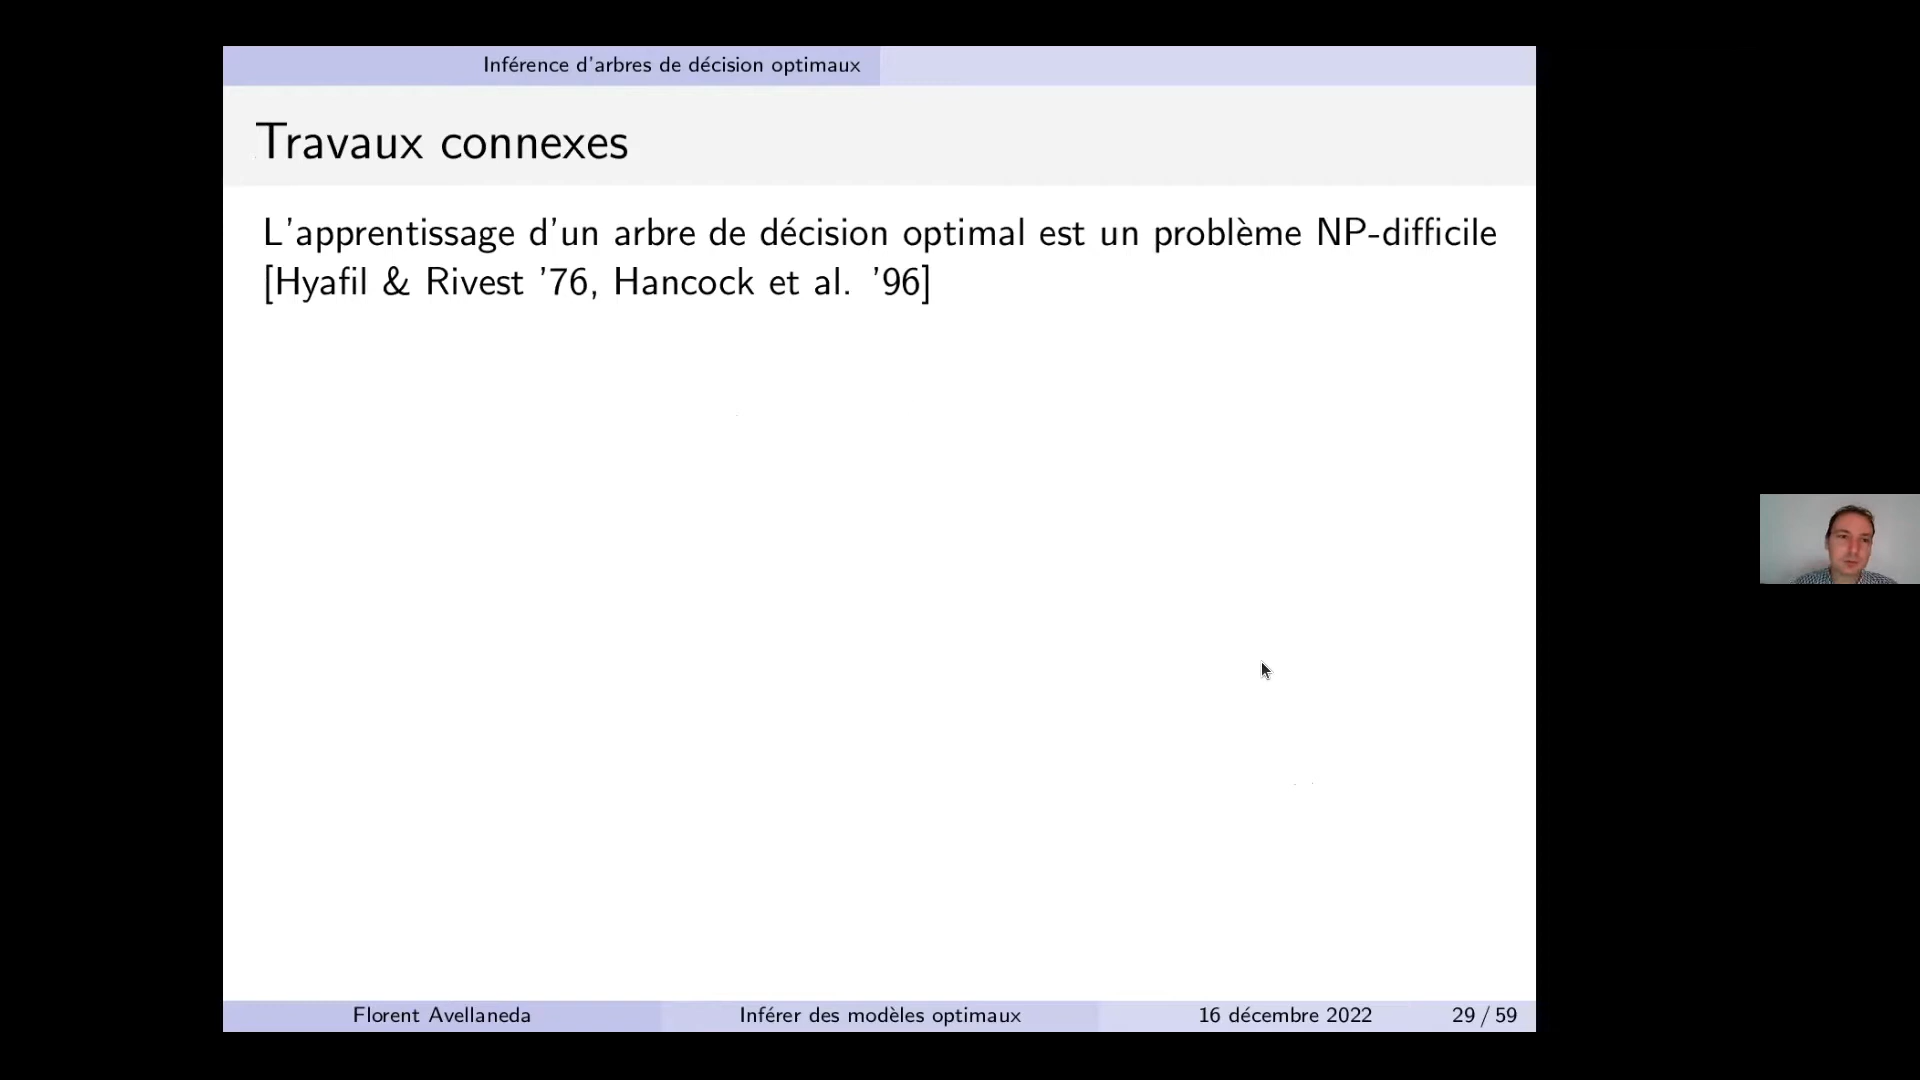 Inférence d'arbres de décision optimaux
Travaux connexes
L'apprentissage d'un arbre de décision optimal est un problème NP-difficile
[Hyafil & Rivest '76, Hancock et al. '96]
Florent Avellaneda
Inférer des modèles optimaux
16 décembre 2022
29 / 59